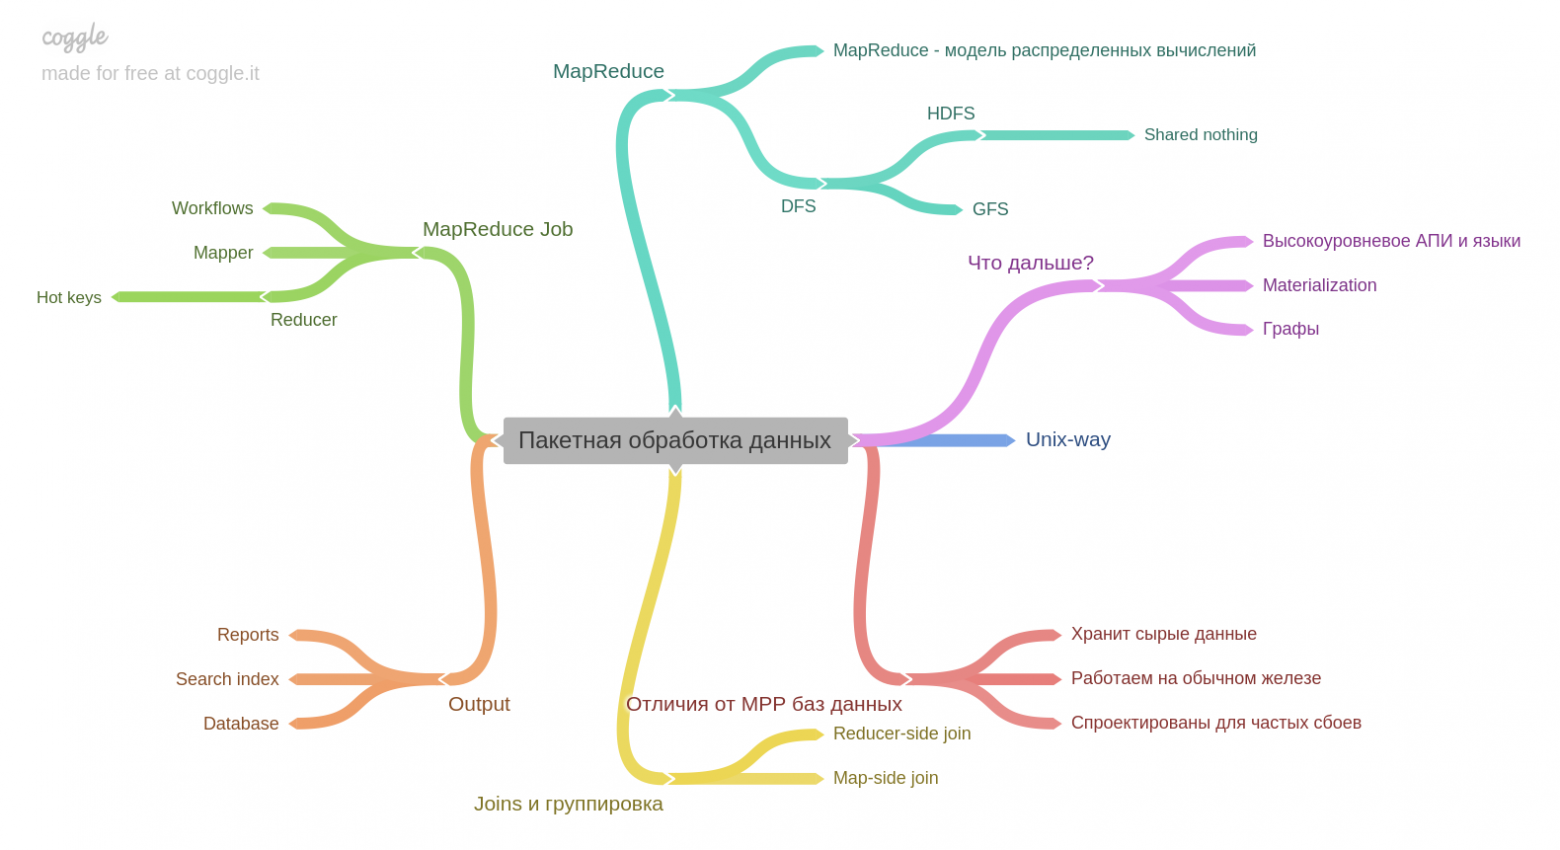 coggle
made for free at coggle.it
MapReduce
MapReduce - модель распределенных вычислений
HDFS
Shared nothing
DFS
GFS
Workflows
MapReduce Job
Mapper
Hot keys
Reducer
Что дальше?
Высокоуровневое АПИ и языки
Materialization
Графы
Пакетная обработка данных
Unix-way
Reports
Search index
Output
Database
Отличия от MPP баз данных
Хранит сырые данные
Работаем на обычном железе
Спроектированы для частых сбоев
Reducer-side join
Map-side join
Joins и группировка